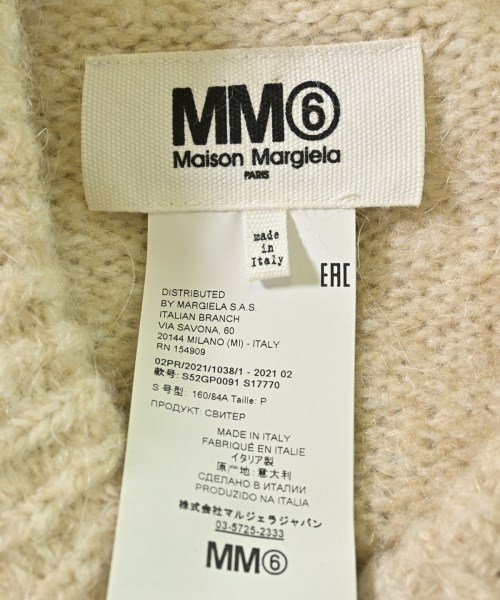 MM⑥
Maison Margiela
PARIS
made
in
Italy
EAC
DISTRIBUTED
BY MARGIELA S.A.S.
ITALIAN BRANCH
VIA SAVONA, 60
20144 MILANO (MI) - ITALY
RN 154909
02PR/2021/1038/1 - 2021 02
款号: S52GP0091 S17770
S 号型: 160/84A Taille: P
ПРОДУКТ: СВИТЕР
MADE IN ITALY
FABRIQUÉ EN ITALIE
イタリア製
原产地: 意大利
СДЕЛАНО В ИТАЛИИ
PRODUZIDO NA ITALIA
株式会社マルジェラジャパン
03-5725-2333
MM⑥